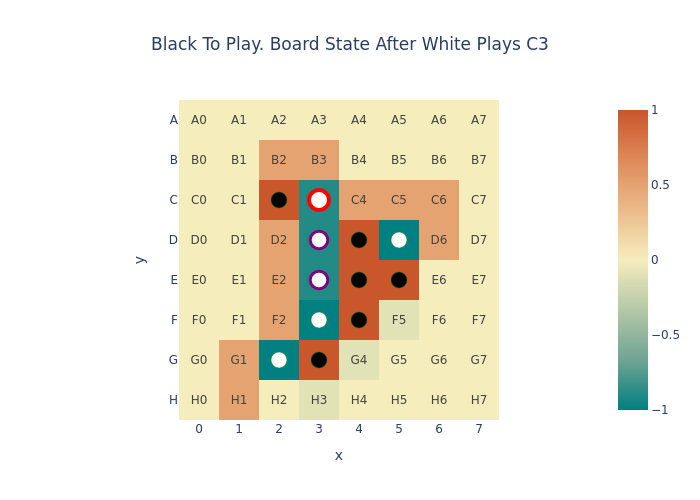 Black To Play. Board State After White Plays C3
A A0 A1 A2 A3 A4 A5 A6 A7
B B0 B1 B2 B3 B4 B5 B6 B7
C C0 C1 C4 C5 C6 C7
D D0 D1 D2 D6 D7
E E0 E1 E2 E6 E7
F F0 F1 F2 F5 F6 F7
G G0 G1 G4 G5 G6 G7
H H0 H1 H2 H3 H4 H5 H6 H7
0 1 2 3 4 5 6 7
x
y
1
0.5
0
−0.5
−1